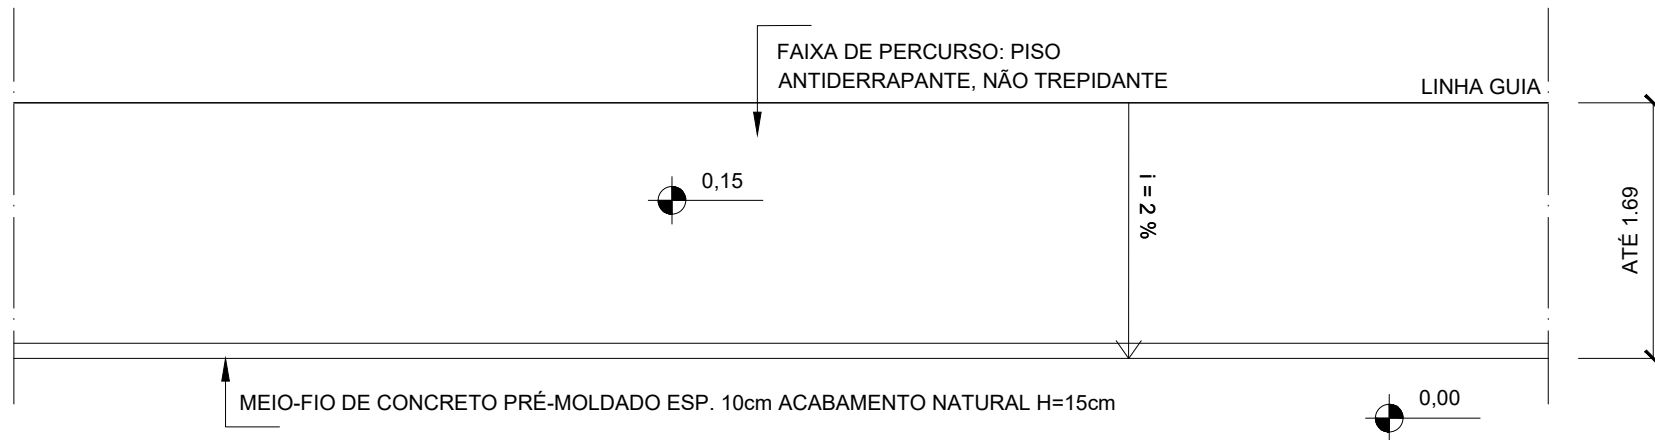 FAIXA DE PERCURSO: PISO
ANTIDERRAPANTE, NÃO TREPIDANTE
LINHA GUIA
0,15
i = 2 %
ATÉ 1.69
MEIO-FIO DE CONCRETO PRÉ-MOLDADO ESP. 10cm ACABAMENTO NATURAL H=15cm
0,00